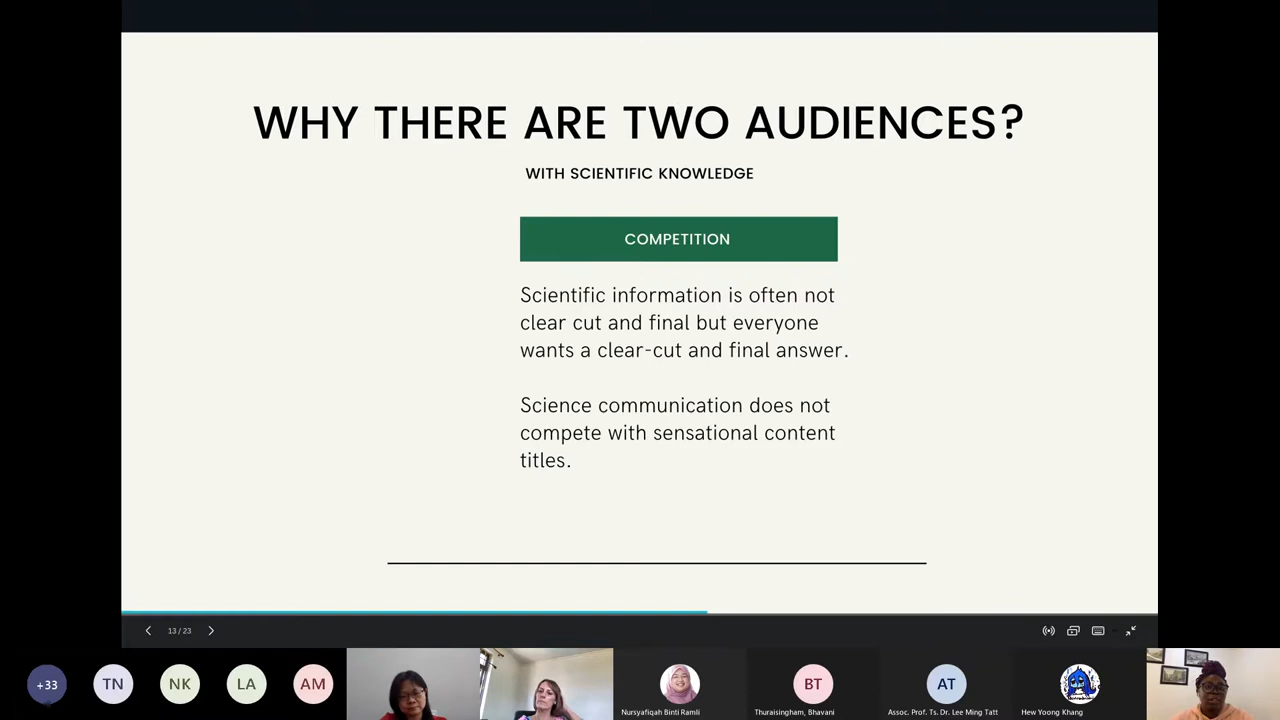 WHY THERE ARE TWO AUDIENCES?
WITH SCIENTIFIC KNOWLEDGE
COMPETITION
Scientific information is often not
clear cut and final but everyone
wants a clear-cut and final answer.
Science communication does not
compete with sensational content
titles.
13 / 23
+33
TN
NK
LA
AM
Nursyafiqah Binti Ramli
BT
Thuraisingham, Bhavani
AT
Assoc. Prof. Ts. Dr. Lee Ming Tatt
Hew Yoong Khang